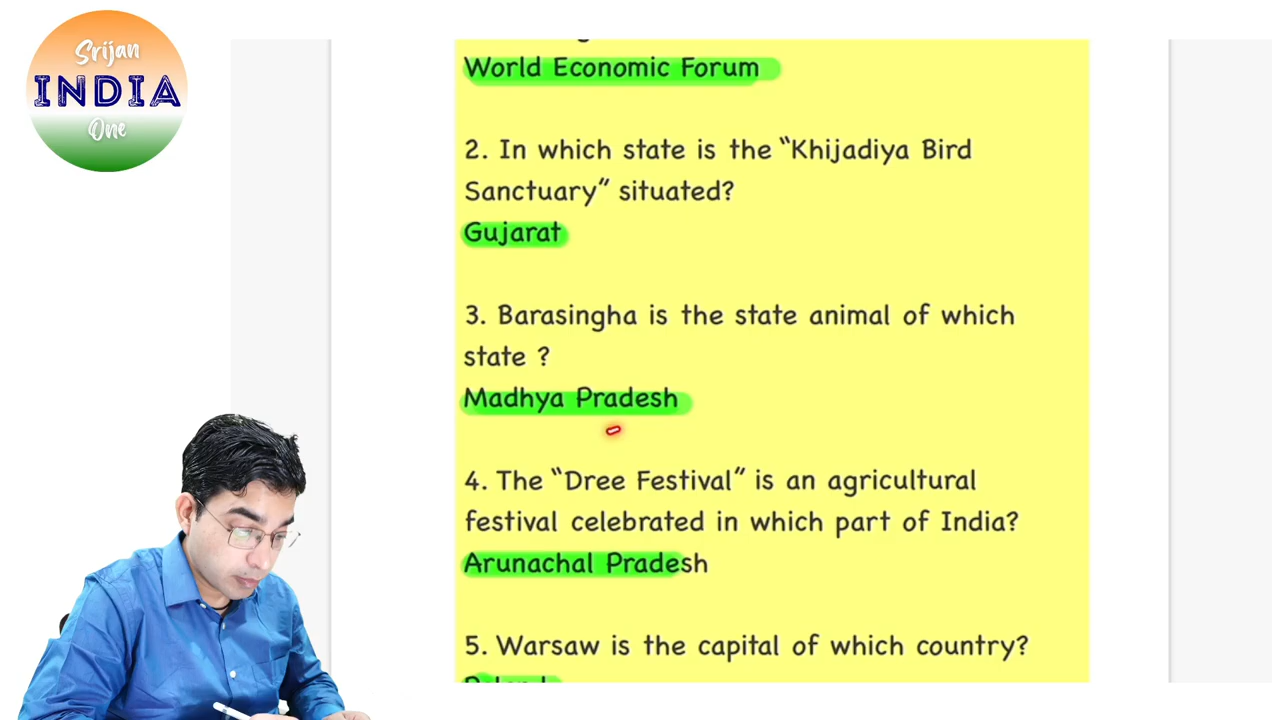 Srijan
INDIA
One
World Economic Forum
2. In which state is the “Khijadiya Bird
Sanctuary” situated?
Gujarat
3. Barasingha is the state animal of which
state ?
Madhya Pradesh
4. The “Dree Festival” is an agricultural
festival celebrated in which part of India?
Arunachal Pradesh
5. Warsaw is the capital of which country?